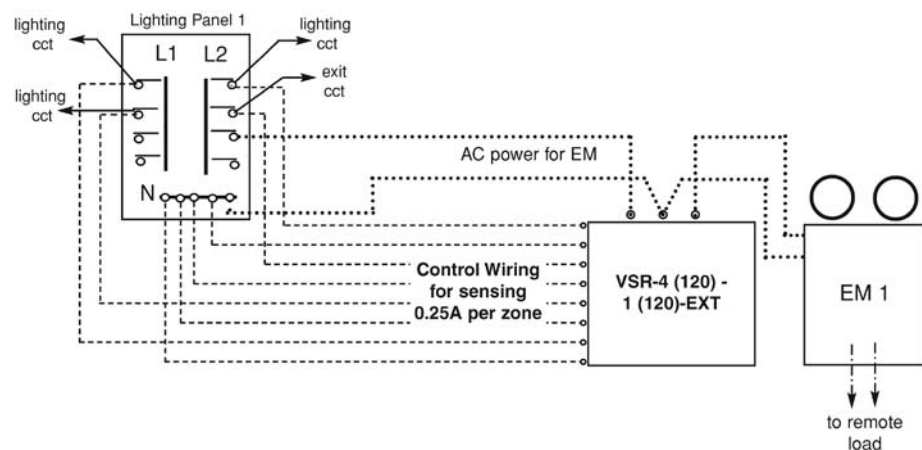 Lighting Panel 1
lighting
cct
lighting
cct
L1 L2
exit
cct
lighting
cct
AC power for EM
N
Control Wiring
for sensing
0.25A per zone
VSR-4 (120) -
1 (120)-EXT
EM 1
to remote
load